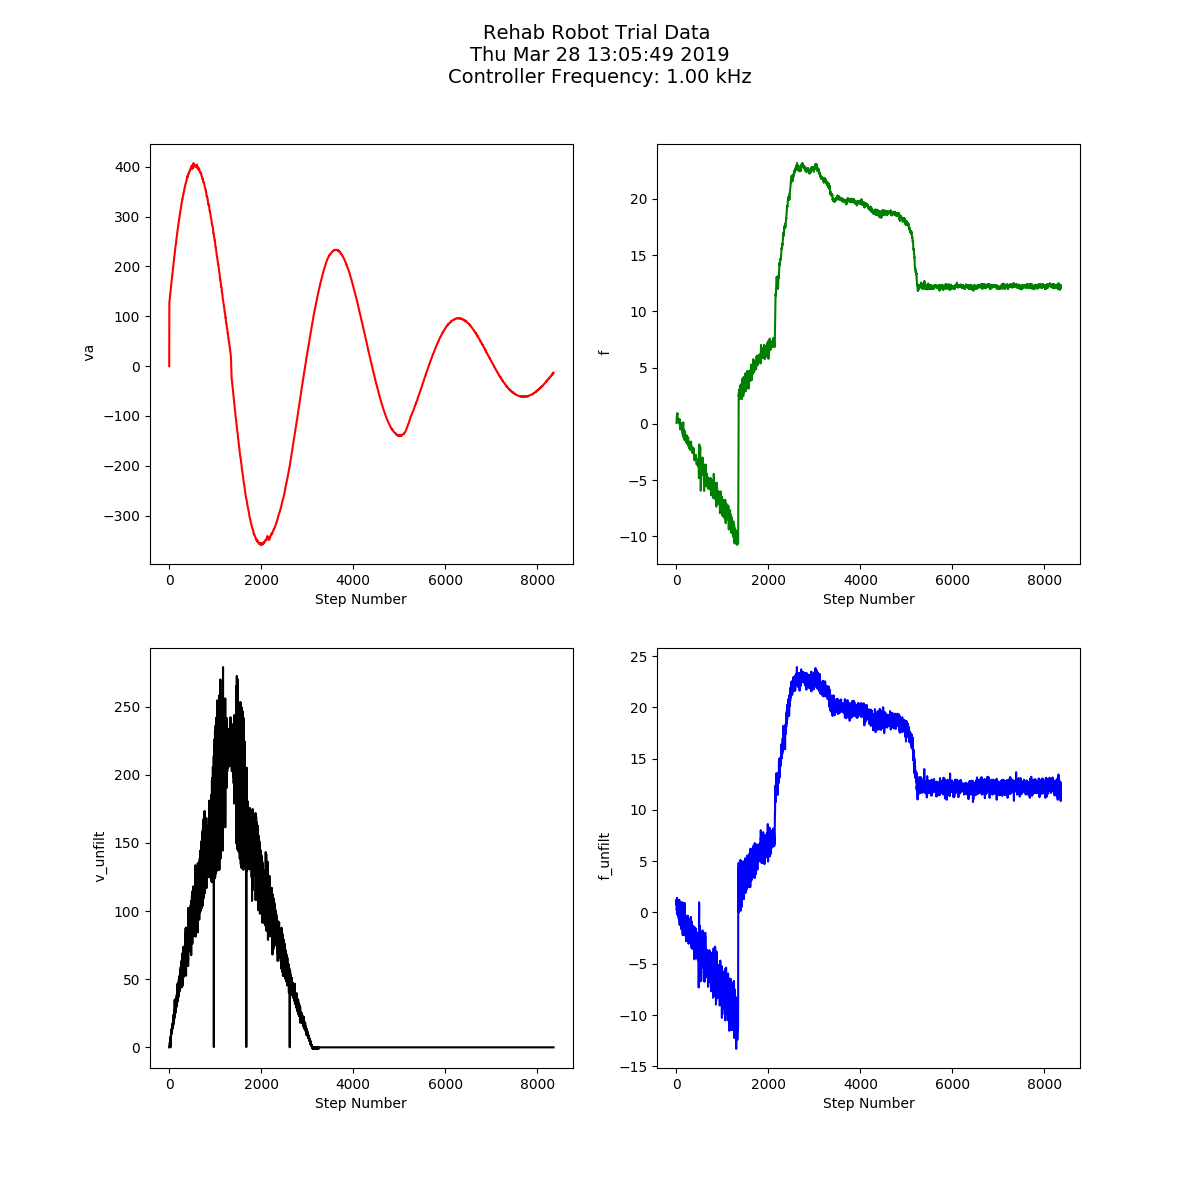 Rehab Robot Trial Data
Thu Mar 28 13:05:49 2019
Controller Frequency: 1.00 kHz
400
300
200
100
0
−100
−200
−300
va
0 2000 4000 6000 8000
Step Number
20
15
10
5
0
−5
−10
f
0 2000 4000 6000 8000
Step Number
250
200
150
100
50
0
v_unfilt
0 2000 4000 6000 8000
Step Number
25
20
15
10
5
0
−5
−10
−15
f_unfilt
0 2000 4000 6000 8000
Step Number